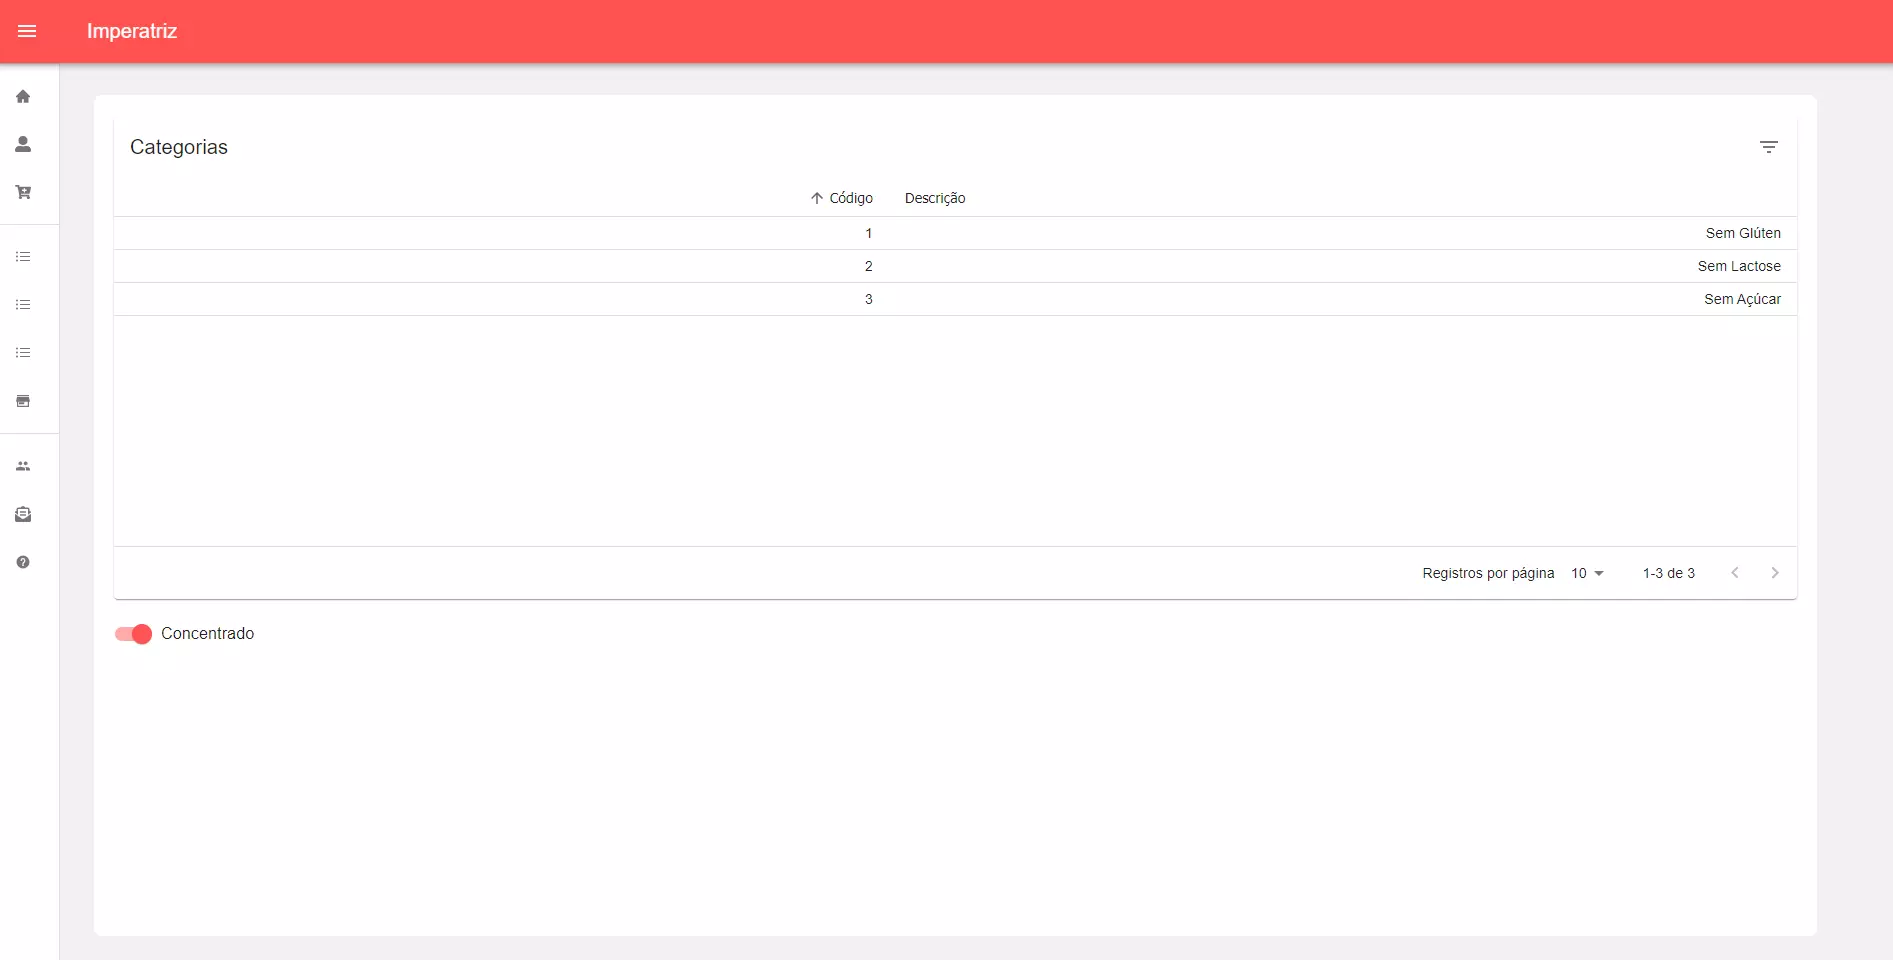 Imperatriz
Categorias
Código Descrição
1 Sem Glúten
2 Sem Lactose
3 Sem Açúcar
Registros por página 10 1-3 de 3
Concentrado